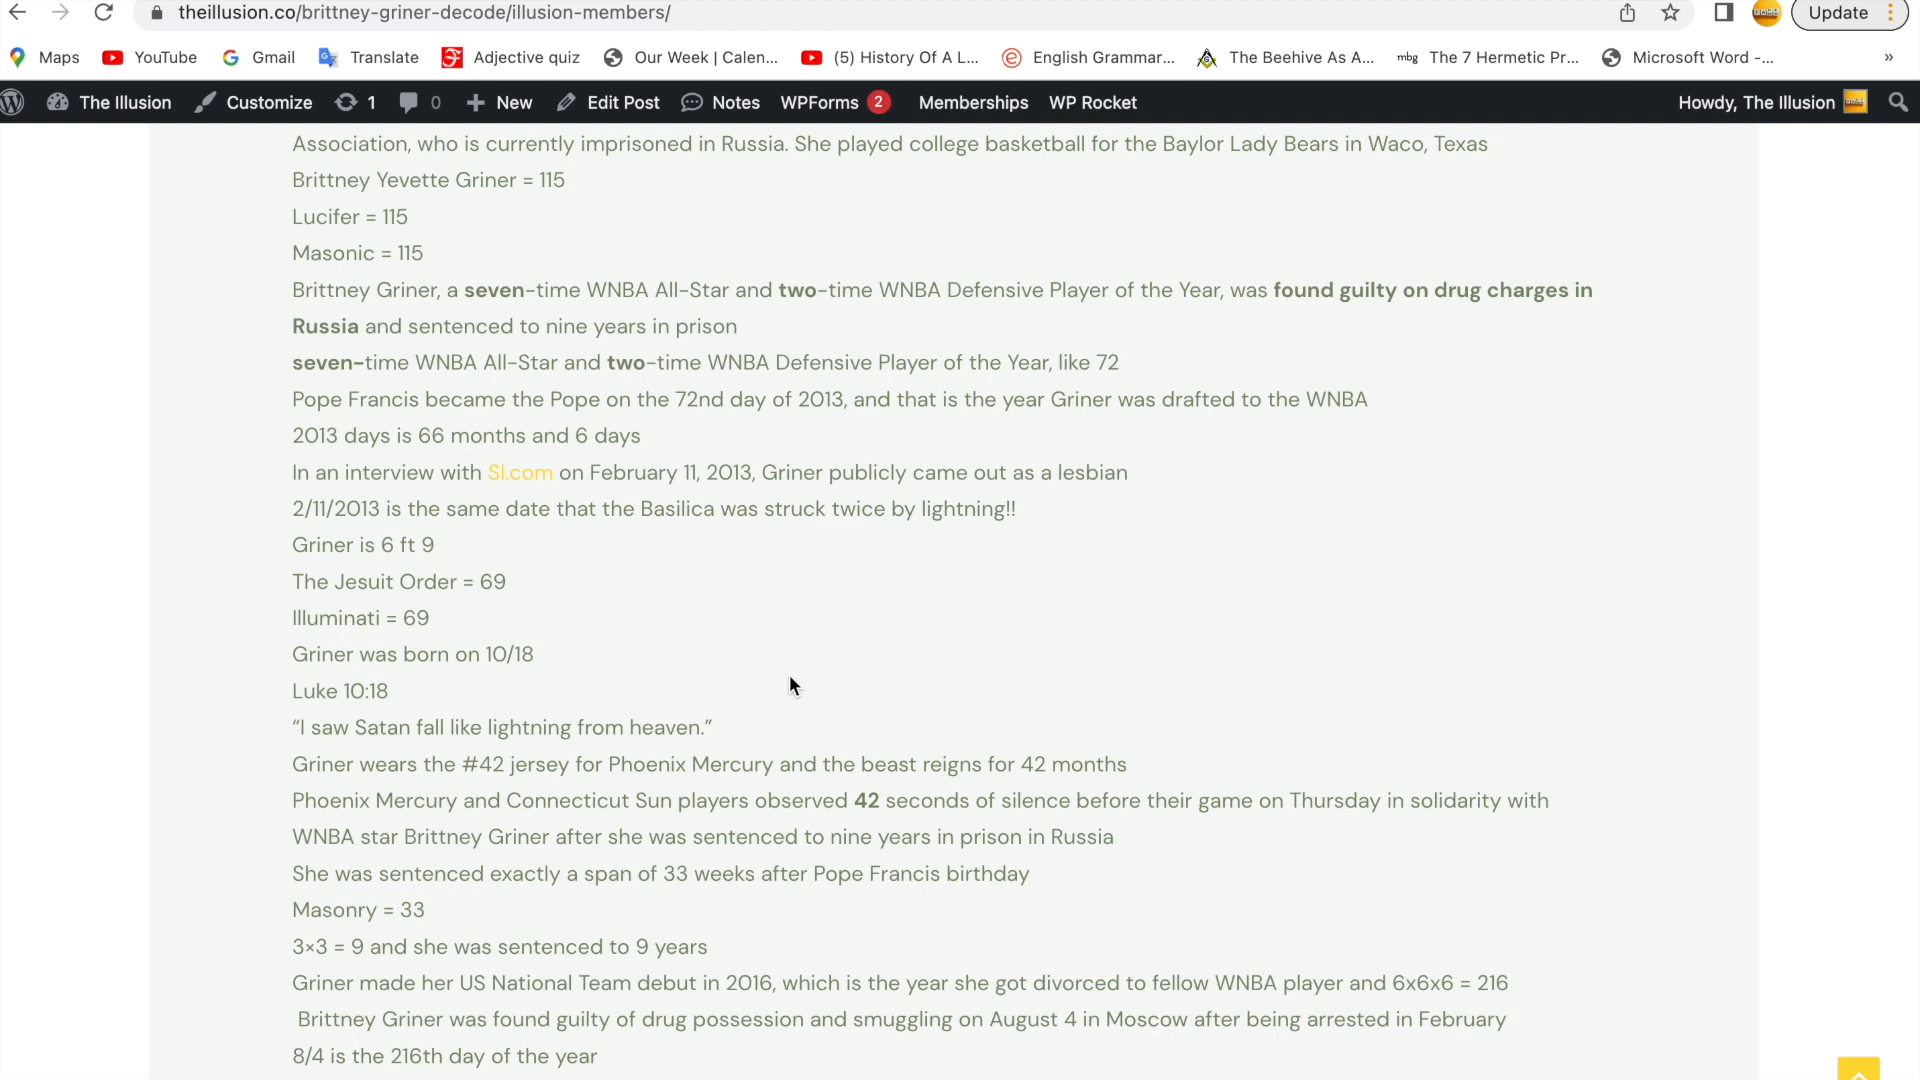 theillusion.co/brittney-griner-decode/illusion-members/
Update
Maps YouTube Gmail Translate Adjective quiz Our Week | Calen... (5) History Of A L... English Grammar... The Beehive As A... mbg The 7 Hermetic Pr... Microsoft Word -... »
The Illusion Customize 1 0 New Edit Post Notes WPForms 2 Memberships WP Rocket Howdy, The Illusion
Association, who is currently imprisoned in Russia. She played college basketball for the Baylor Lady Bears in Waco, Texas
Brittney Yevette Griner = 115
Lucifer = 115
Masonic = 115
Brittney Griner, a seven-time WNBA All-Star and two-time WNBA Defensive Player of the Year, was found guilty on drug charges in
Russia and sentenced to nine years in prison
seven-time WNBA All-Star and two-time WNBA Defensive Player of the Year, like 72
Pope Francis became the Pope on the 72nd day of 2013, and that is the year Griner was drafted to the WNBA
2013 days is 66 months and 6 days
In an interview with SI.com on February 11, 2013, Griner publicly came out as a lesbian
2/11/2013 is the same date that the Basilica was struck twice by lightning!!
Griner is 6 ft 9
The Jesuit Order = 69
Illuminati = 69
Griner was born on 10/18
Luke 10:18
“I saw Satan fall like lightning from heaven.”
Griner wears the #42 jersey for Phoenix Mercury and the beast reigns for 42 months
Phoenix Mercury and Connecticut Sun players observed 42 seconds of silence before their game on Thursday in solidarity with
WNBA star Brittney Griner after she was sentenced to nine years in prison in Russia
She was sentenced exactly a span of 33 weeks after Pope Francis birthday
Masonry = 33
3×3 = 9 and she was sentenced to 9 years
Griner made her US National Team debut in 2016, which is the year she got divorced to fellow WNBA player and 6x6x6 = 216
Brittney Griner was found guilty of drug possession and smuggling on August 4 in Moscow after being arrested in February
8/4 is the 216th day of the year